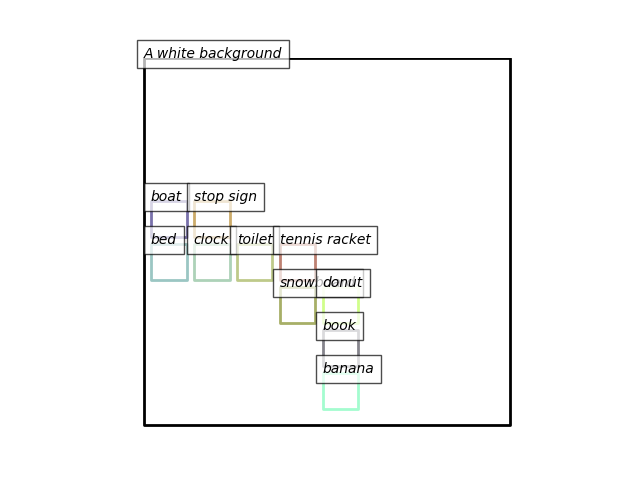 A white background
boat
stop sign
bed
clock
toilet
tennis racket
snowboard
donut
book
banana